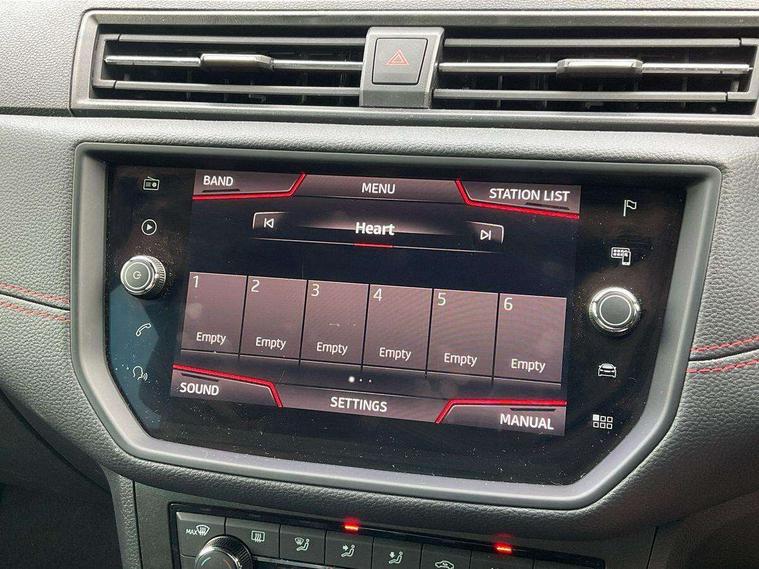 BAND
MENU
STATION LIST
Heart
1 2 3 4 5 6
Empty Empty Empty Empty Empty Empty
SOUND
SETTINGS
MANUAL
MAX